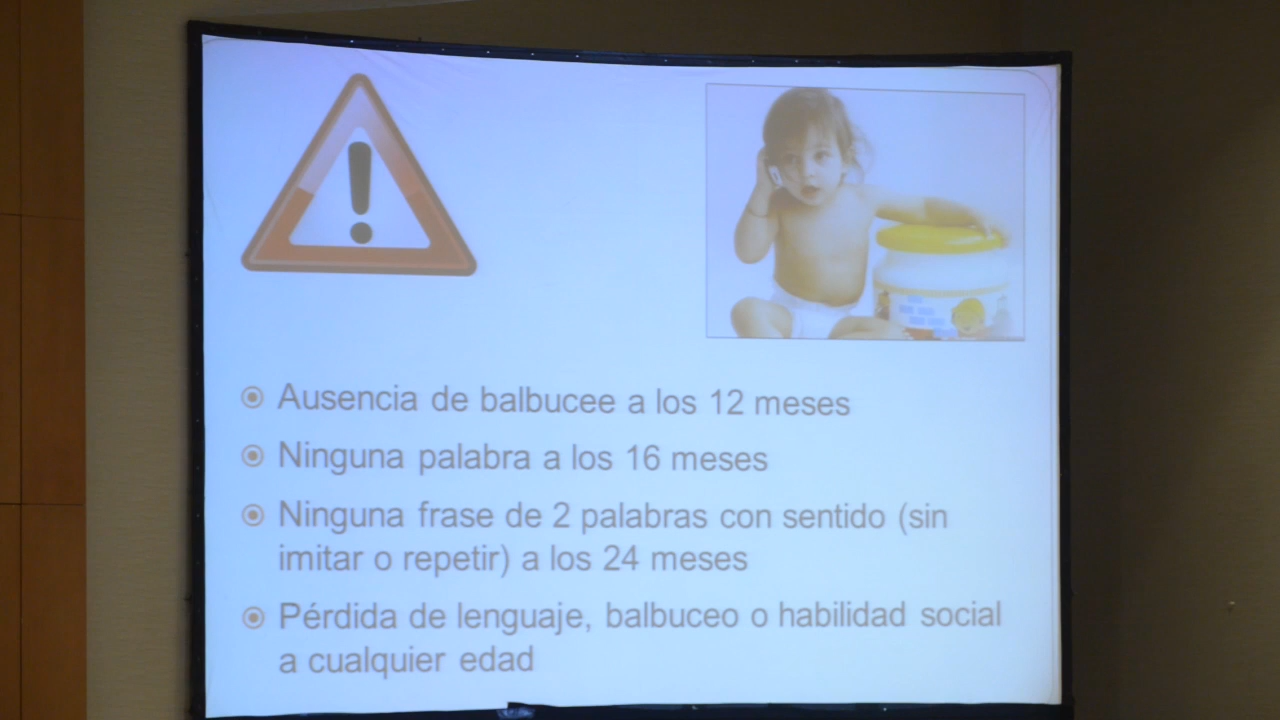 Ausencia de balbucee a los 12 meses
Ninguna palabra a los 16 meses
Ninguna frase de 2 palabras con sentido (sin
imitar o repetir) a los 24 meses
Pérdida de lenguaje, balbuceo o habilidad social
a cualquier edad